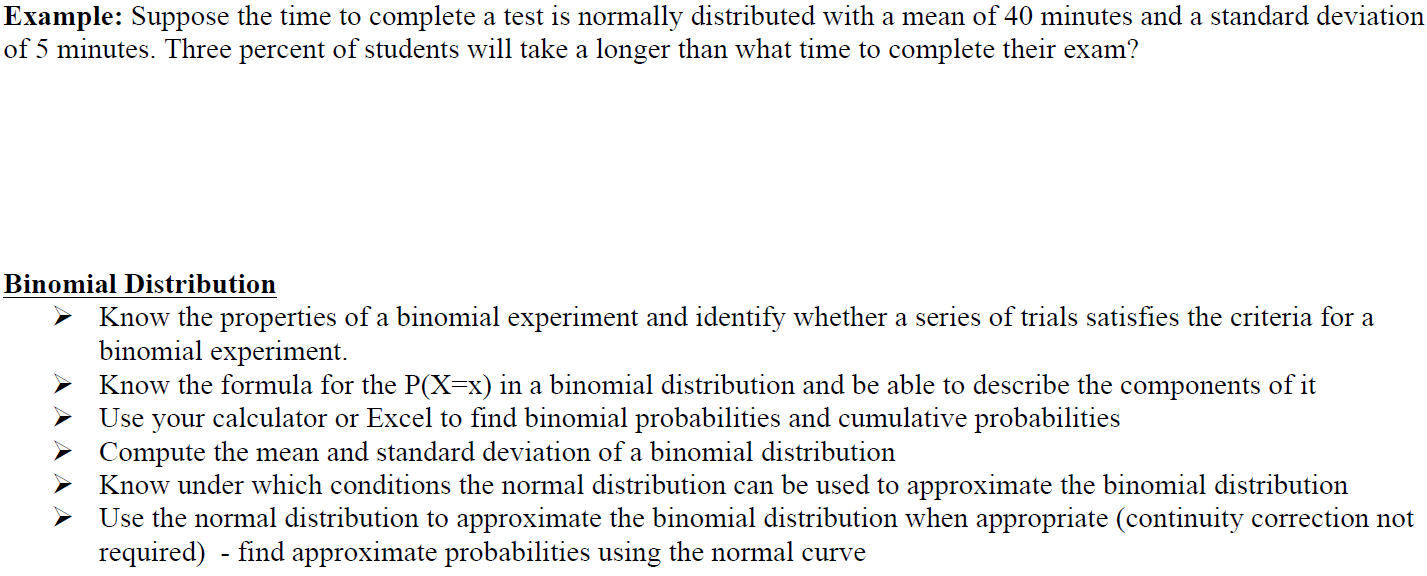 Example: Suppose the time to complete a test is normally distributed with a mean of 40 minutes and a standard deviation
of 5 minutes. Three percent of students will take a longer than what time to complete their exam?
Binomial Distribution
➢ Know the properties of a binomial experiment and identify whether a series of trials satisfies the criteria for a
binomial experiment.
➢ Know the formula for the P(X=x) in a binomial distribution and be able to describe the components of it
➢ Use your calculator or Excel to find binomial probabilities and cumulative probabilities
➢ Compute the mean and standard deviation of a binomial distribution
➢ Know under which conditions the normal distribution can be used to approximate the binomial distribution
➢ Use the normal distribution to approximate the binomial distribution when appropriate (continuity correction not
required) - find approximate probabilities using the normal curve